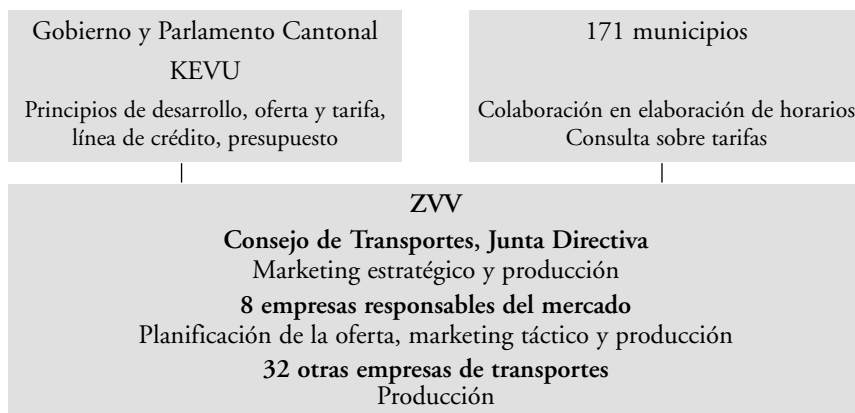 Gobierno y Parlamento Cantonal
KEVU
Principios de desarrollo, oferta y tarifa,
línea de crédito, presupuesto
171 municipios
Colaboración en elaboración de horarios
Consulta sobre tarifas
ZVV
Consejo de Transportes, Junta Directiva
Marketing estratégico y producción
8 empresas responsables del mercado
Planificación de la oferta, marketing táctico y producción
32 otras empresas de transportes
Producción